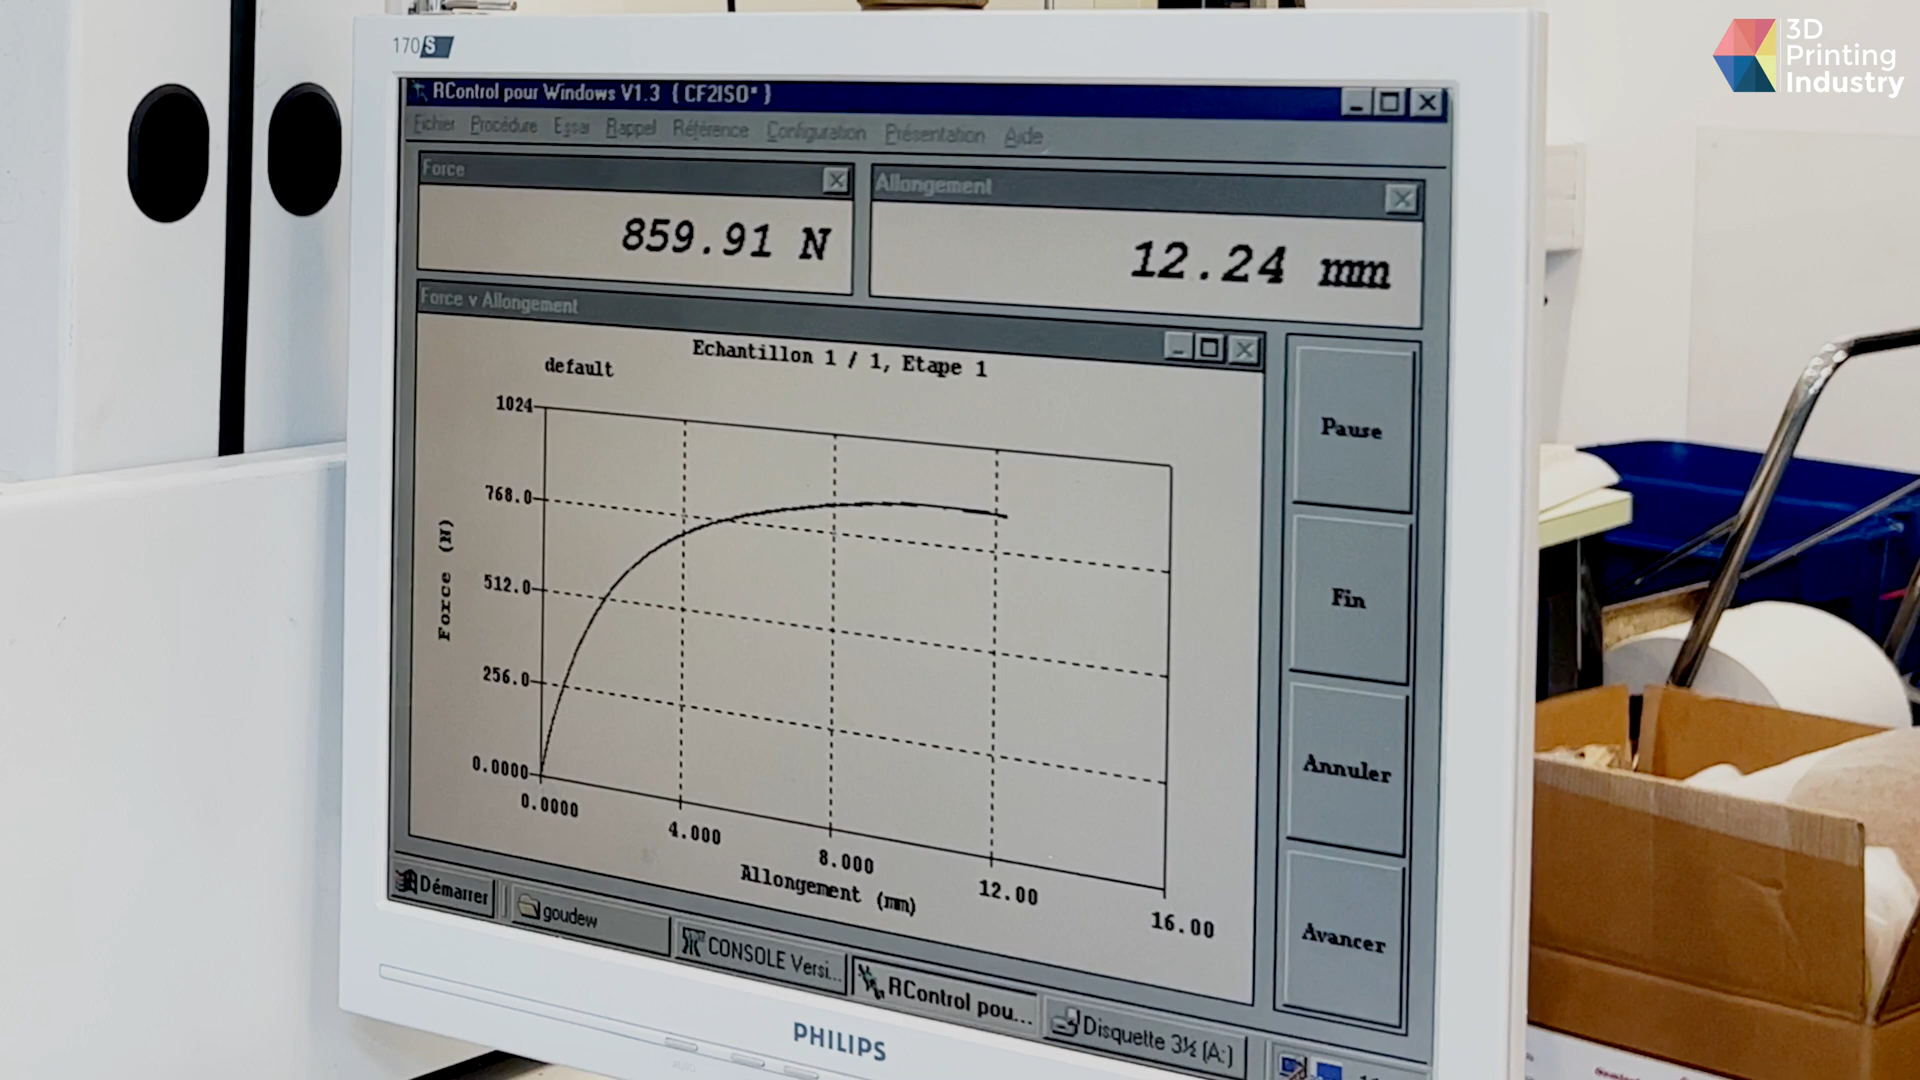 3D
Printing
Industry
170S
RControl pour Windows V1.3 { CF2ISO* }
Fichier Procédure Essai Rappel Référence Configuration Présentation Aide
Force
859.91 N
Allongement
12.24 mm
Force v Allongement
Echantillon 1 / 1, Etape 1
default
1024
768.0
512.0
256.0
0.0000
Force (N)
0.0000
4.000
8.000
12.00
16.00
Allongement (mm)
Pause
Fin
Annuler
Avancer
Démarrer
goudew
CONSOLE Versi...
RControl pou...
Disquette 3½ (A:)
PHILIPS
AUTO